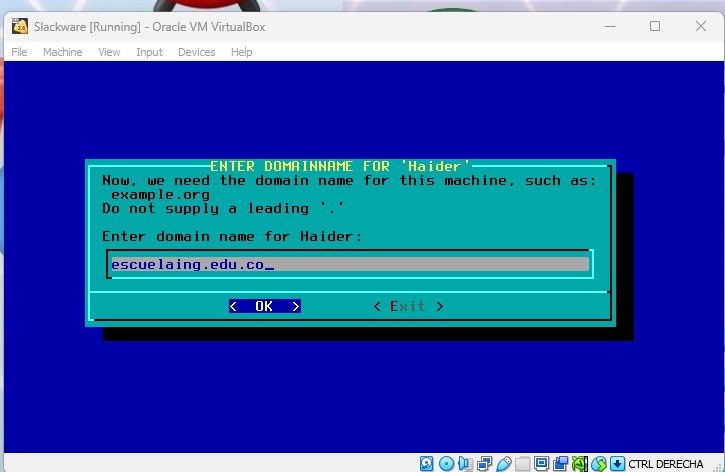 Slackware [Running] - Oracle VM VirtualBox
File Machine View Input Devices Help
ENTER DOMAINNAME FOR 'Haider'
Now, we need the domain name for this machine, such as:
example.org
Do not supply a leading '.'
Enter domain name for Haider:
escuelaing.edu.co_
< OK > < Exit >
CTRL DERECHA